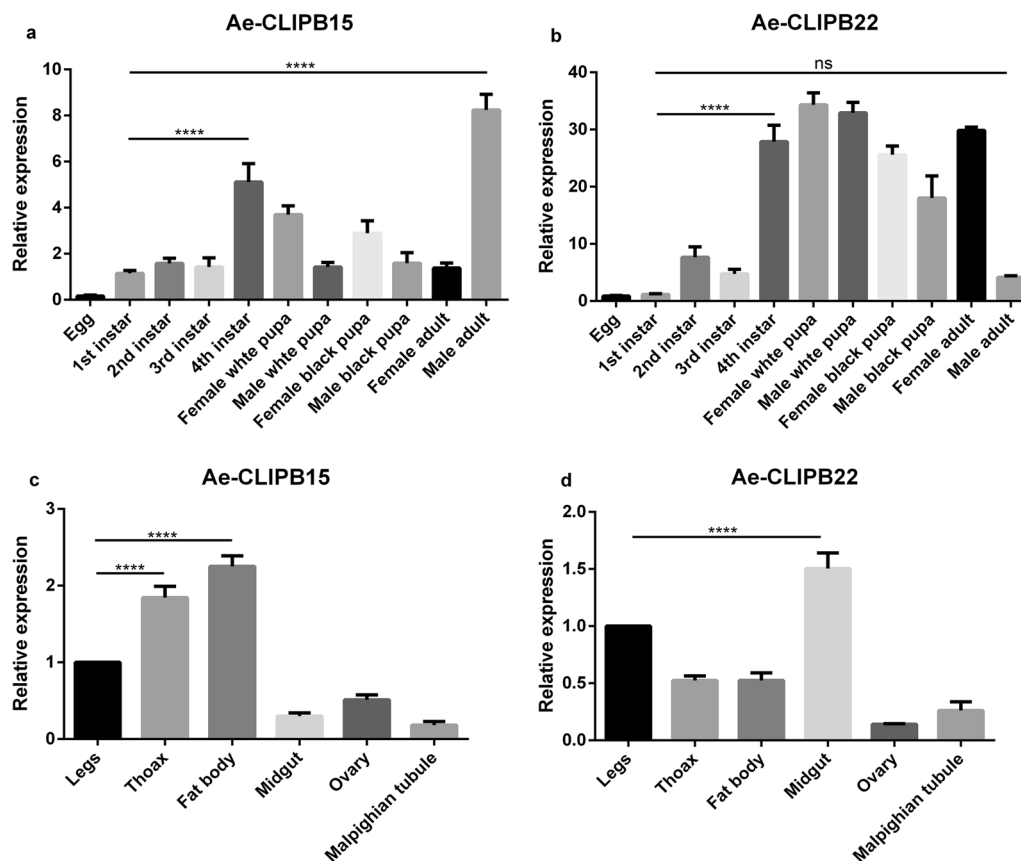 a
Ae-CLIPB15
Relative expression
10
8
6
4
2
0
****
****
Egg
1st instar
2nd instar
3rd instar
4th instar
Female whte pupa
Male whte pupa
Female black pupa
Male black pupa
Female adult
Male adult
b
Ae-CLIPB22
Relative expression
40
30
20
10
0
ns
****
Egg
1st instar
2nd instar
3rd instar
4th instar
Female whte pupa
Male whte pupa
Female black pupa
Male black pupa
Female adult
Male adult
c
Ae-CLIPB15
Relative expression
3
2
1
0
****
****
Legs
Thoax
Fat body
Midgut
Ovary
Malpighian tubule
d
Ae-CLIPB22
Relative expression
2.0
1.5
1.0
0.5
0.0
****
Legs
Thoax
Fat body
Midgut
Ovary
Malpighian tubule